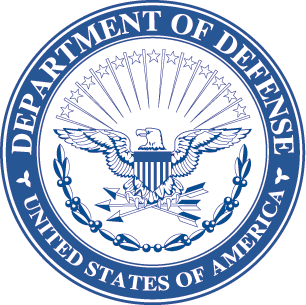 DEPARTMENT OF DEFENSE
UNITED STATES OF AMERICA